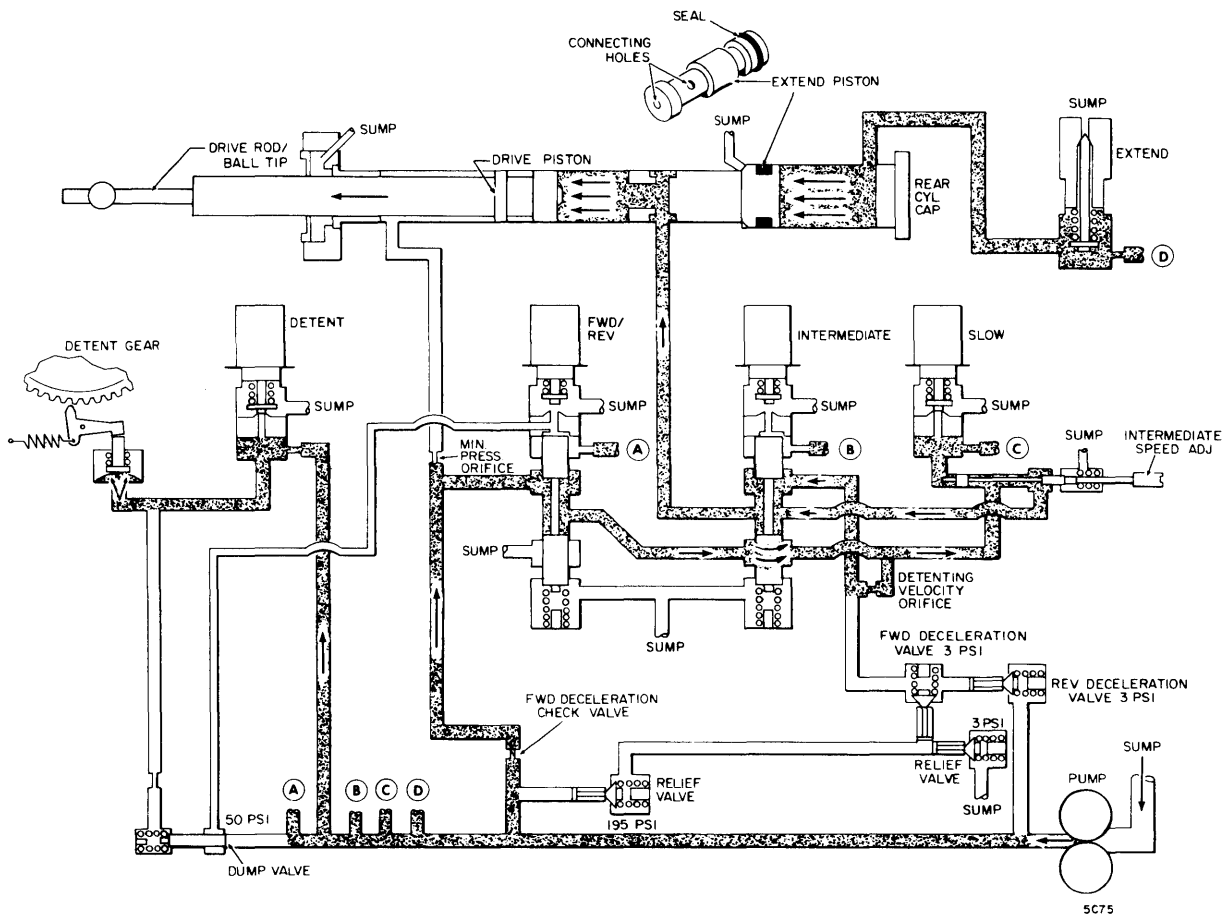 SEAL
CONNECTING
HOLES
EXTEND PISTON
SUMP
SUMP
SUMP
DRIVE ROD/
BALL TIP
DRIVE PISTON
EXTEND
REAR
CYL
CAP
D
DETENT
FWD/
REV
INTERMEDIATE
SLOW
DETENT GEAR
SUMP
SUMP
SUMP
A
B
C
SUMP
INTERMEDIATE
SPEED ADJ
MIN.
PRESS
ORIFICE
SUMP
DETENTING
VELOCITY
ORIFICE
SUMP
FWD DECELERATION
VALVE 3 PSI
REV DECELERATION
VALVE 3 PSI
FWD DECELERATION
CHECK VALVE
3 PSI
RELIEF
VALVE
SUMP
SUMP
PUMP
A
B
C
D
RELIEF
VALVE
195 PSI
50 PSI
DUMP VALVE
5C75